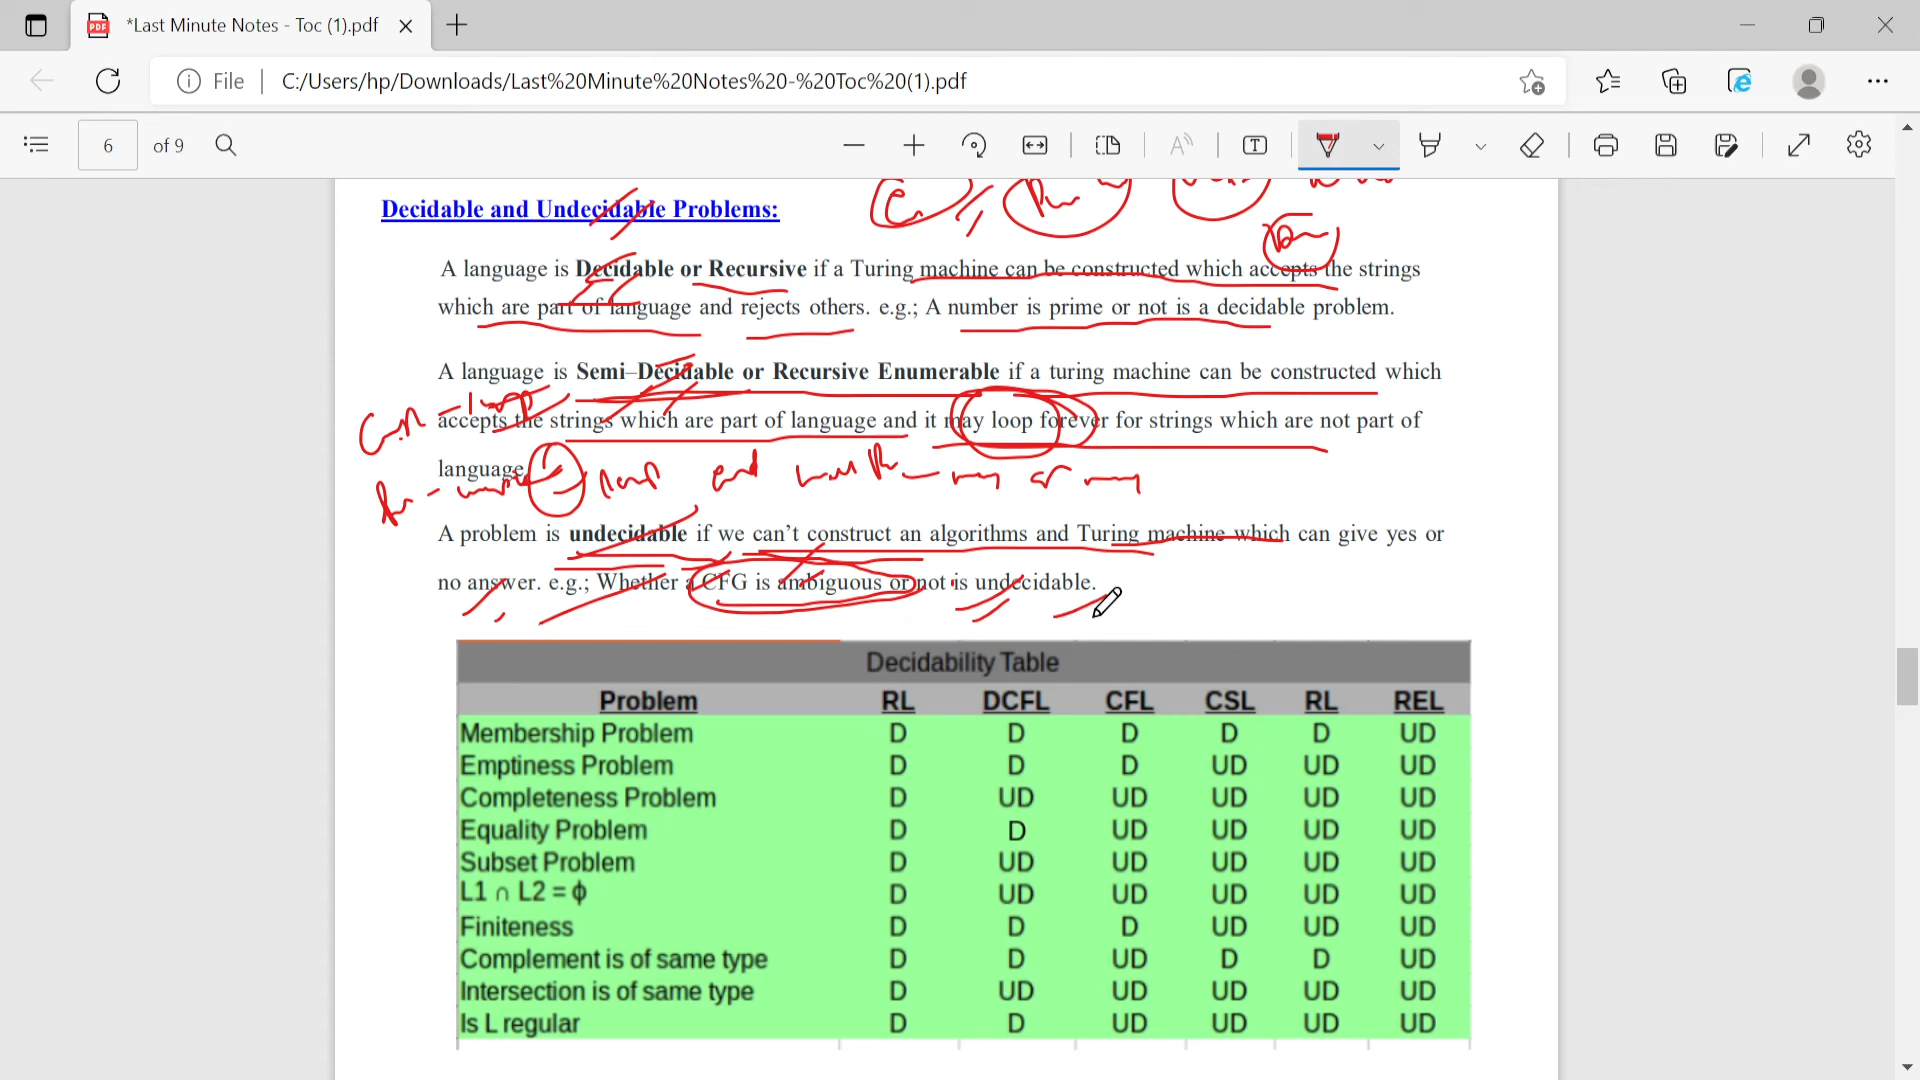 *Last Minute Notes - Toc (1).pdf
File C:/Users/hp/Downloads/Last%20Minute%20Notes%20-%20Toc%20(1).pdf
6 of 9
Decidable and Undecidable Problems:
A language is Decidable or Recursive if a Turing machine can be constructed which accepts the strings
which are part of language and rejects others. e.g.; A number is prime or not is a decidable problem.
A language is Semi–Decidable or Recursive Enumerable if a turing machine can be constructed which
accepts the strings which are part of language and it may loop forever for strings which are not part of
language
A problem is undecidable if we can’t construct an algorithms and Turing machine which can give yes or
no answer. e.g.; Whether a CFG is ambiguous or not is undecidable.
Decidability Table
Problem RL DCFL CFL CSL RL REL
Membership Problem D D D D D UD
Emptiness Problem D D D UD UD UD
Completeness Problem D UD UD UD UD UD
Equality Problem D D UD UD UD UD
Subset Problem D UD UD UD UD UD
L1 ∩ L2 = ϕ D UD UD UD UD UD
Finiteness D D D UD UD UD
Complement is of same type D D UD D D UD
Intersection is of same type D UD UD UD UD UD
Is L regular D D UD UD UD UD